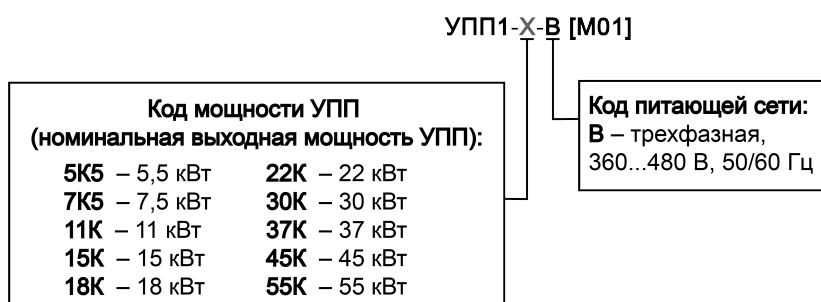 УПП1-X-В [М01]
Код мощности УПП
(номинальная выходная мощность УПП):
5К5 – 5,5 кВт 22К – 22 кВт
7К5 – 7,5 кВт 30К – 30 кВт
11К – 11 кВт 37К – 37 кВт
15К – 15 кВт 45К – 45 кВт
18К – 18 кВт 55К – 55 кВт
Код питающей сети:
В – трехфазная,
360...480 В, 50/60 Гц